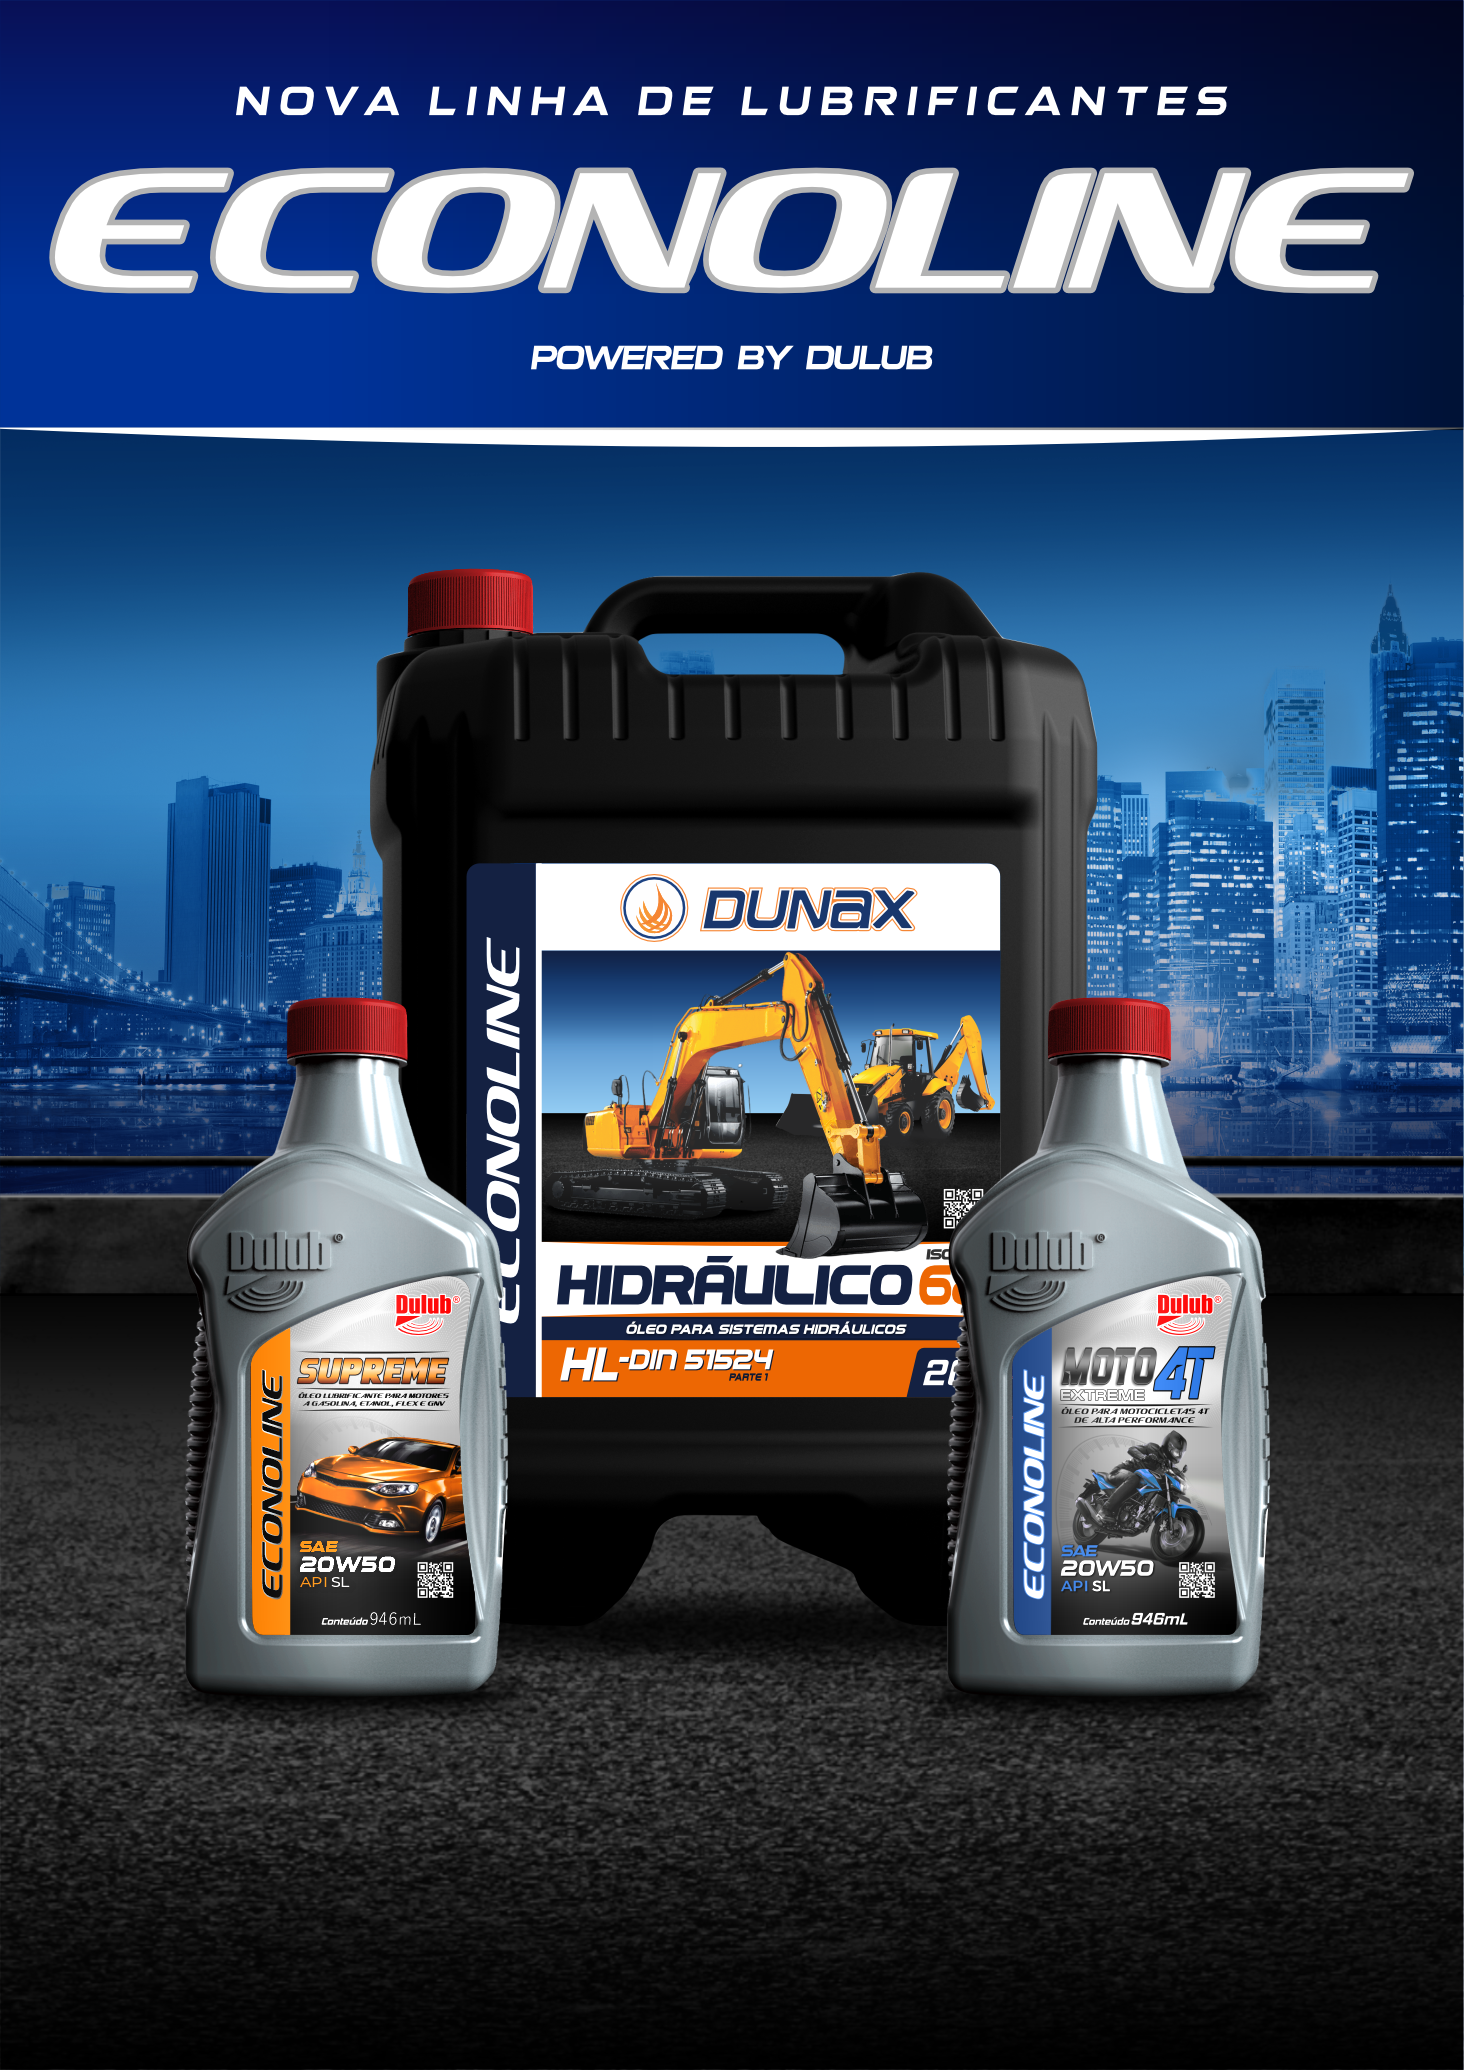 NOVA LINHA DE LUBRIFICANTES
ECONOLINE
POWERED BY DULUB
DUNAX
ECONOLINE
HIDRÁULICO
ÓLEO PARA SISTEMAS HIDRÁULICOS
HL-DIN 51524
PARTE 1
Dulub®
Dulub®
SUPREME
ÓLEO LUBRIFICANTE PARA MOTORES
A GASOLINA, ETANOL, FLEX E GNV
ECONOLINE
SAE
20W50
API SL
Conteúdo 946mL
Dulub®
Dulub®
MOTO 4T
EXTREME
ÓLEO PARA MOTOCICLETAS 4T
DE ALTA PERFORMANCE
ECONOLINE
SAE
20W50
API SL
Conteúdo 946mL